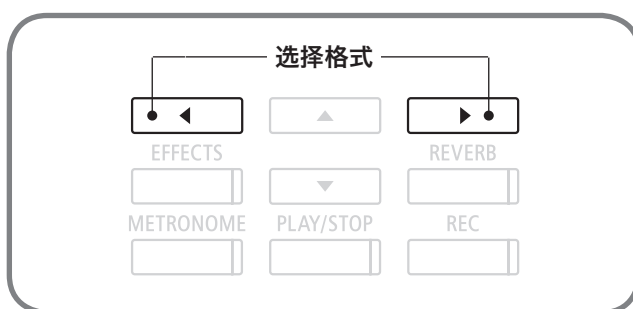 选择格式
EFFECTS
REVERB
METRONOME
PLAY/STOP
REC